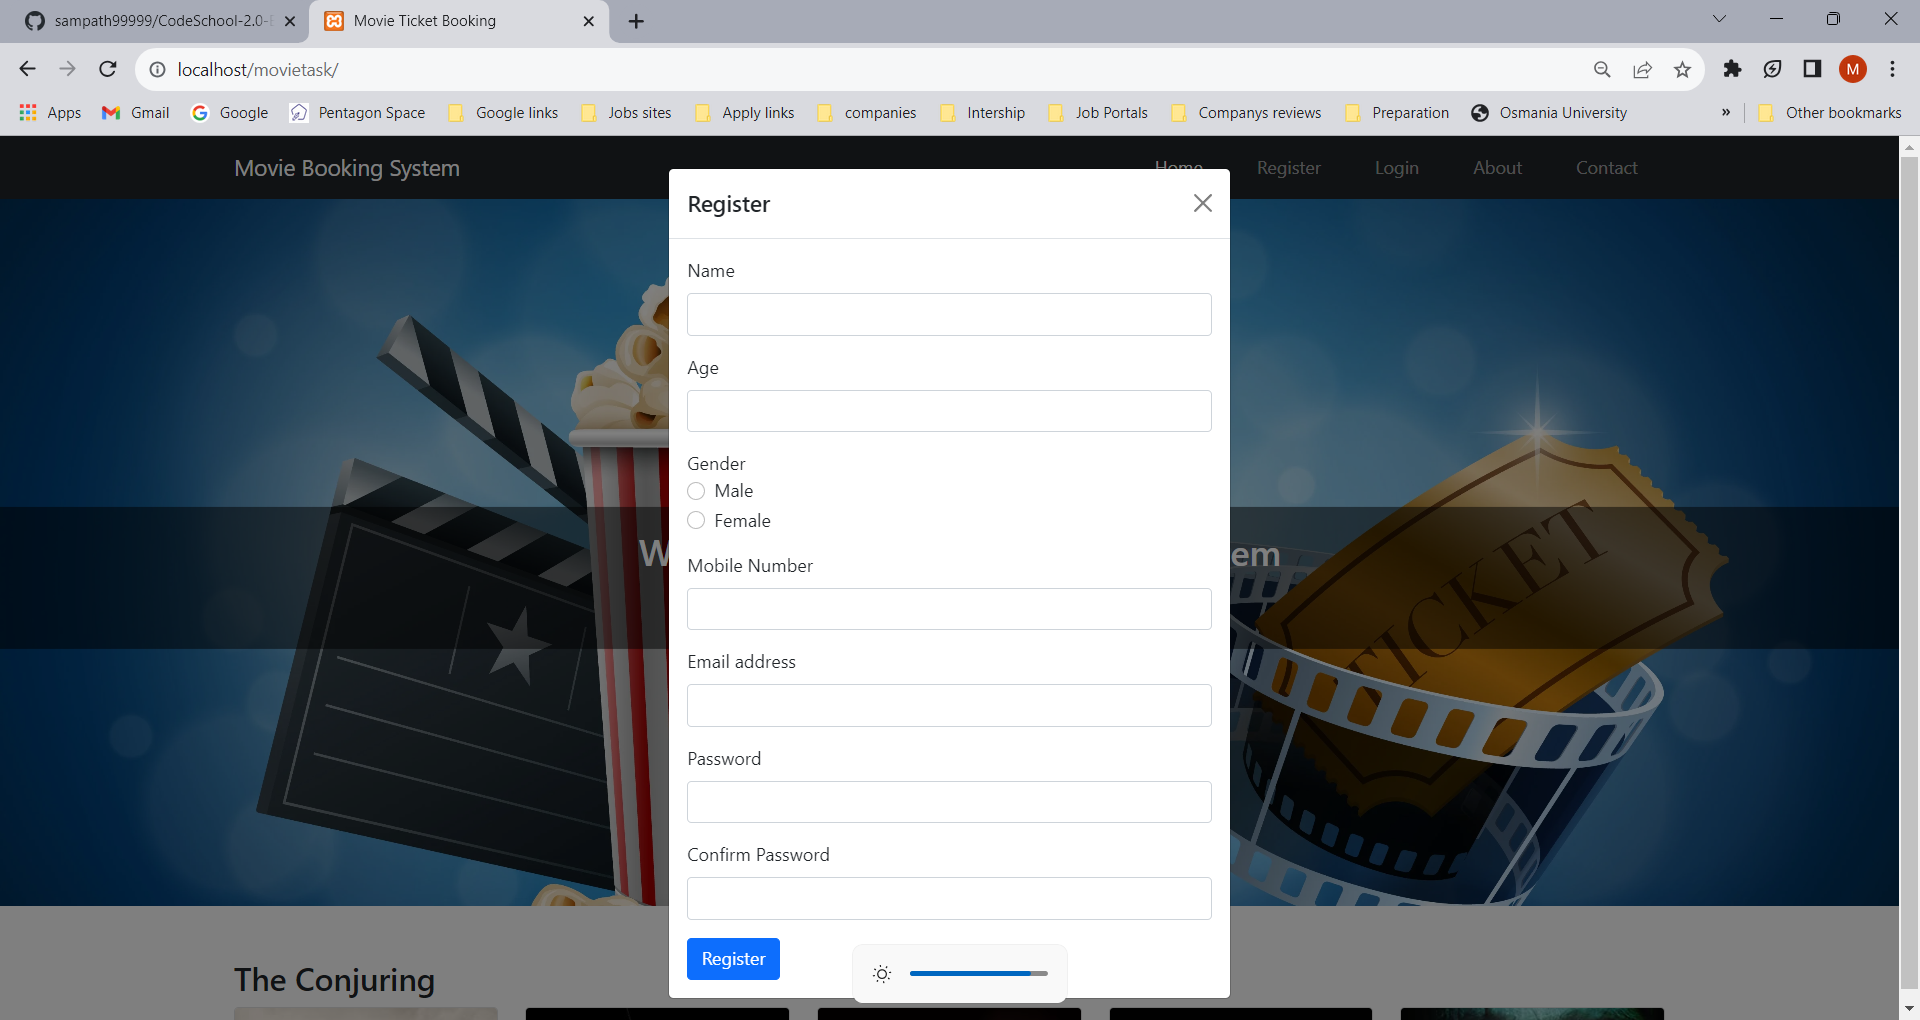 sampath99999/CodeSchool-2.0-
Movie Ticket Booking
localhost/movietask/
M
Apps Gmail Google Pentagon Space Google links Jobs sites Apply links companies Intership Job Portals Companys reviews Preparation Osmania University » Other bookmarks
Movie Booking System Home Register Login About Contact
Register
Name
Age
Gender
Male
Female
W em
Mobile Number
Email address
Password
Confirm Password
Register
TICKET
The Conjuring